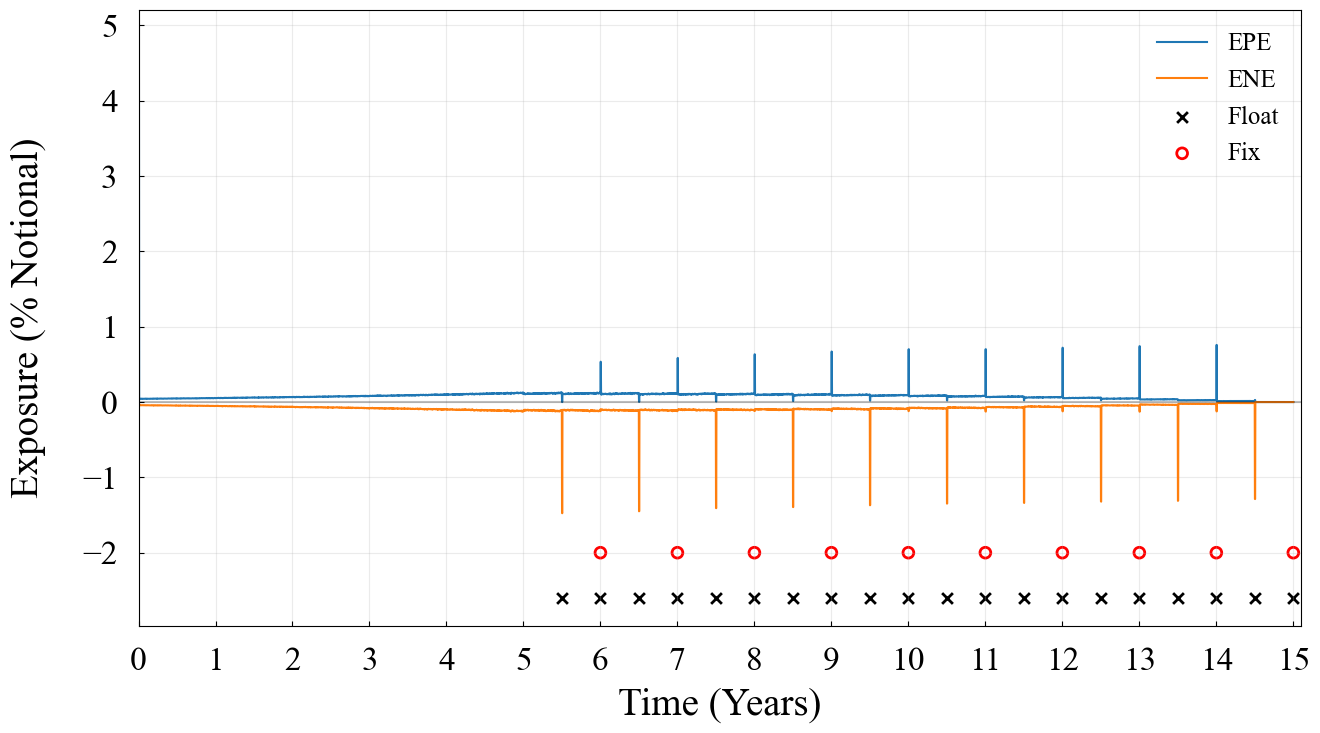 5
4
3
2
1
0
−1
−2
Exposure (% Notional)
EPE
ENE
Float
Fix
0 1 2 3 4 5 6 7 8 9 10 11 12 13 14 15
Time (Years)